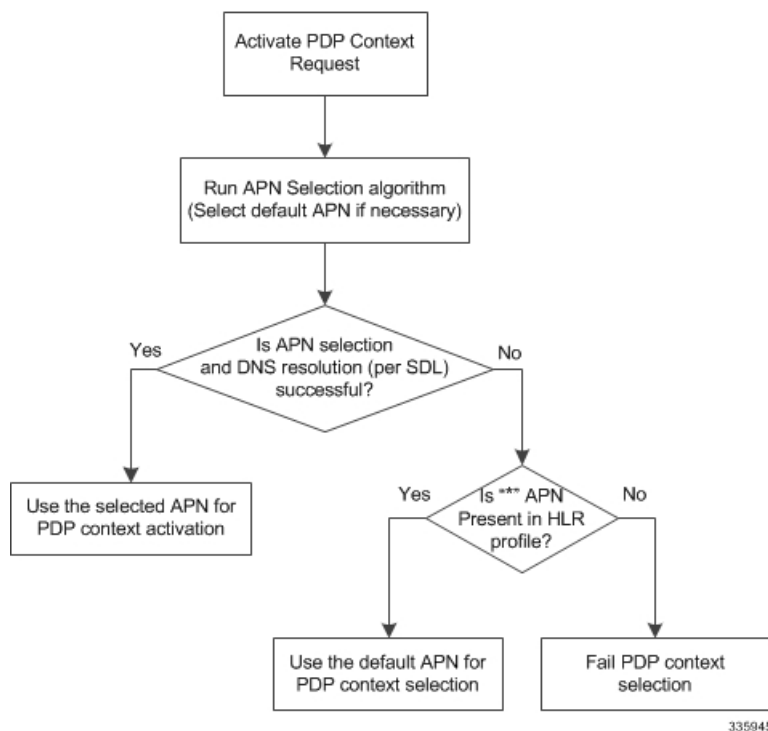 Activate PDP Context
Request
Run APN Selection algorithm
(Select default APN if necessary)
Yes
Is APN selection
and DNS resolution (per SDL)
successful?
No
Use the selected APN for
PDP context activation
Yes
Is "*" APN
Present in HLR
profile?
No
Use the default APN for
PDP context selection
Fail PDP context
selection
335945